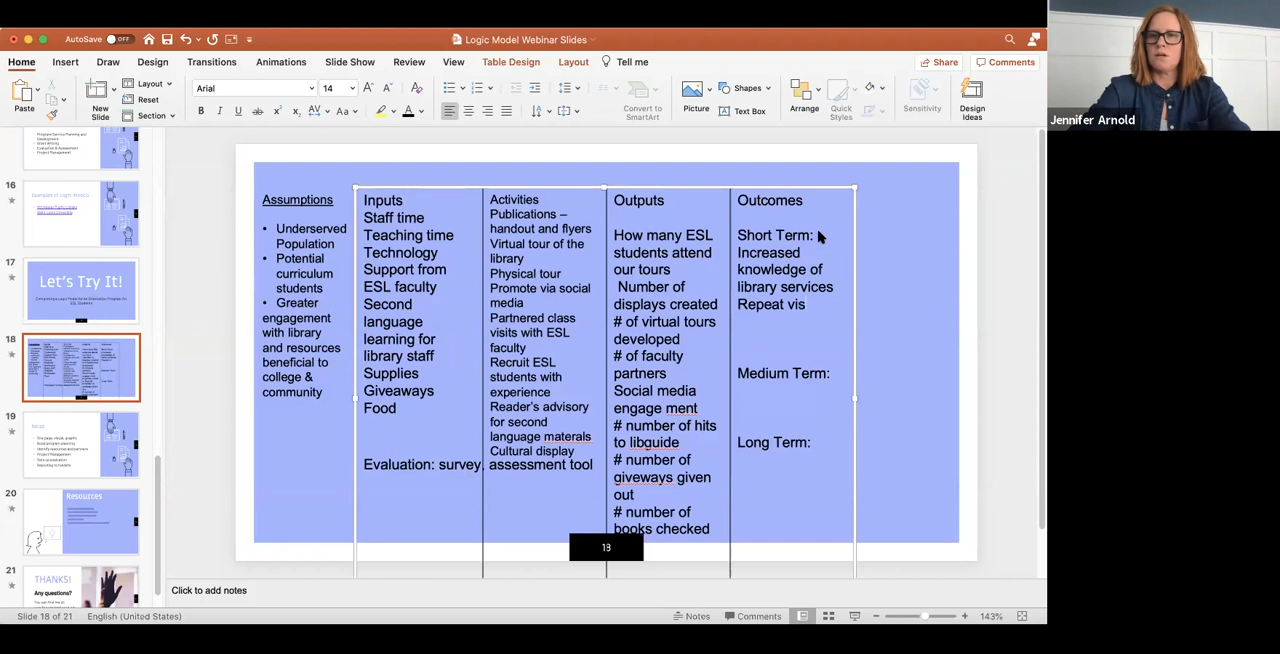 AutoSave OFF
Logic Model Webinar Slides
Home Insert Draw Design Transitions Animations Slide Show Review View Table Design Layout Tell me
Share Comments
Paste
New Slide
Layout
Reset
Section
Arial 14
B I U
Convert to SmartArt
Picture
Shapes
Text Box
Arrange
Quick Styles
Sensitivity
Design Ideas
Jennifer Arnold
16
17
Let's Try It!
18
19
20
Resources
21
THANKS!
Any questions?
Assumptions
• Underserved
Population
• Potential
curriculum
students
• Greater
engagement
with library
and resources
beneficial to
college &
community
Inputs
Staff time
Teaching time
Technology
Support from
ESL faculty
Second
language
learning for
library staff
Supplies
Giveaways
Food
Evaluation: survey, assessment tool
Activities
Publications –
handout and flyers
Virtual tour of the
library
Physical tour
Promote via social
media
Partnered class
visits with ESL
faculty
Recruit ESL
students with
experience
Reader's advisory
for second
language materals
Cultural display
Outputs
How many ESL
students attend
our tours
Number of
displays created
# of virtual tours
developed
# of faculty
partners
Social media
engage ment
# number of hits
to libguide
# number of
giveways given
out
# number of
books checked
Outcomes
Short Term:
Increased
knowledge of
library services
Repeat vis
Medium Term:
Long Term:
18
Click to add notes
Slide 18 of 21 English (United States) Notes Comments 143%